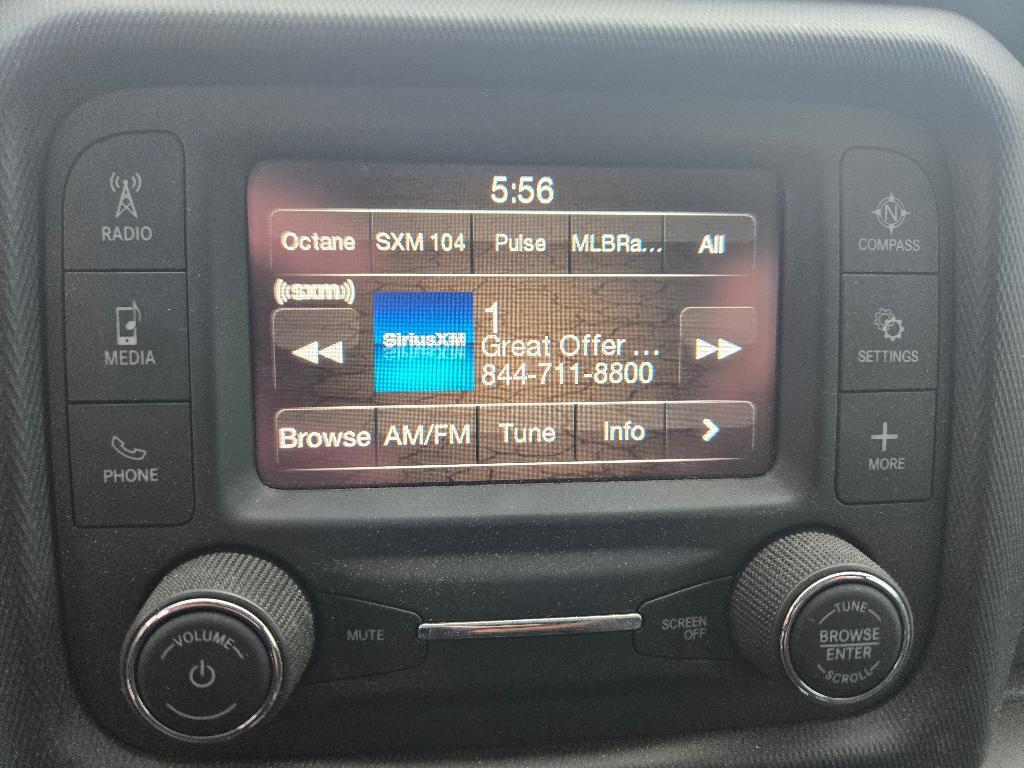 5:56
Octane SXM 104 Pulse MLBRa... All
((sxm))
SiriusXM
1
Great Offer ...
844-711-8800
Browse AM/FM Tune Info
RADIO
MEDIA
PHONE
N
COMPASS
SETTINGS
MORE
VOLUME
MUTE
SCREEN
OFF
TUNE
BROWSE
ENTER
SCROLL